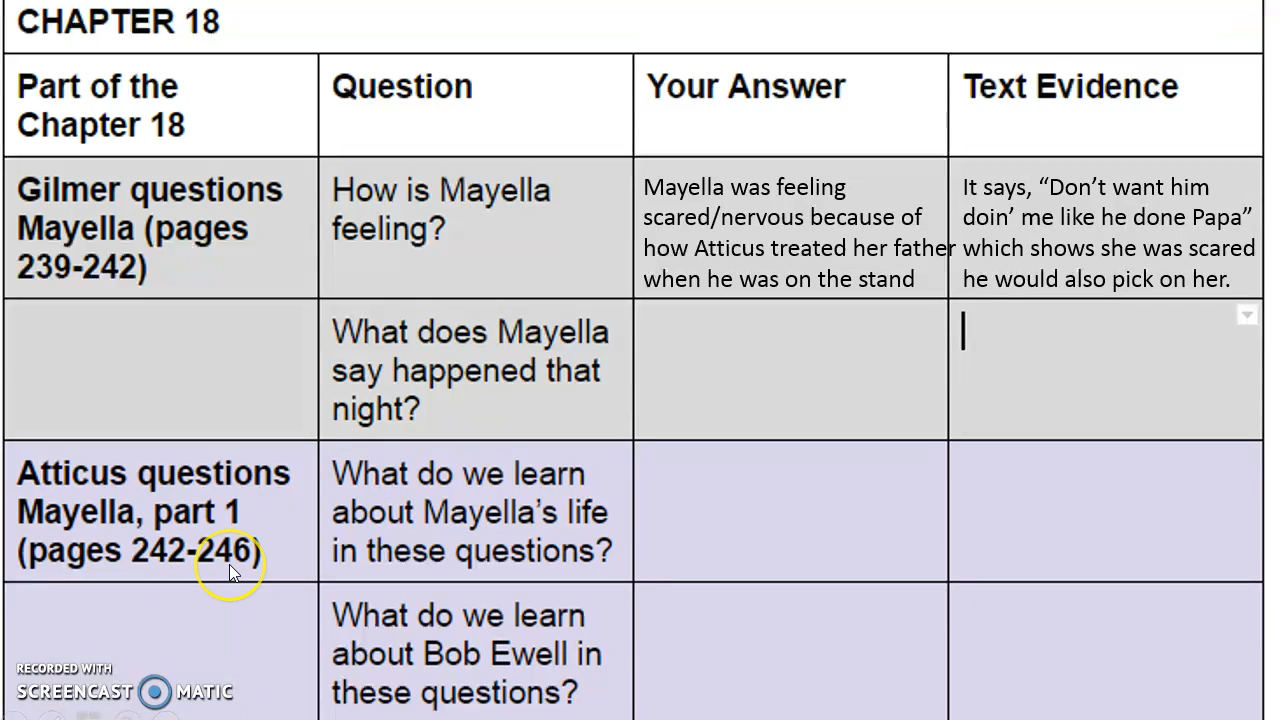 CHAPTER 18
Part of the
Chapter 18
Question
Your Answer
Text Evidence
Gilmer questions
Mayella (pages
239-242)
How is Mayella
feeling?
Mayella was feeling
scared/nervous because of
how Atticus treated her father
when he was on the stand
It says, “Don’t want him
doin’ me like he done Papa”
which shows she was scared
he would also pick on her.
What does Mayella
say happened that
night?
Atticus questions
Mayella, part 1
(pages 242-246)
What do we learn
about Mayella’s life
in these questions?
What do we learn
about Bob Ewell in
these questions?
RECORDED WITH
SCREENCAST MATIC